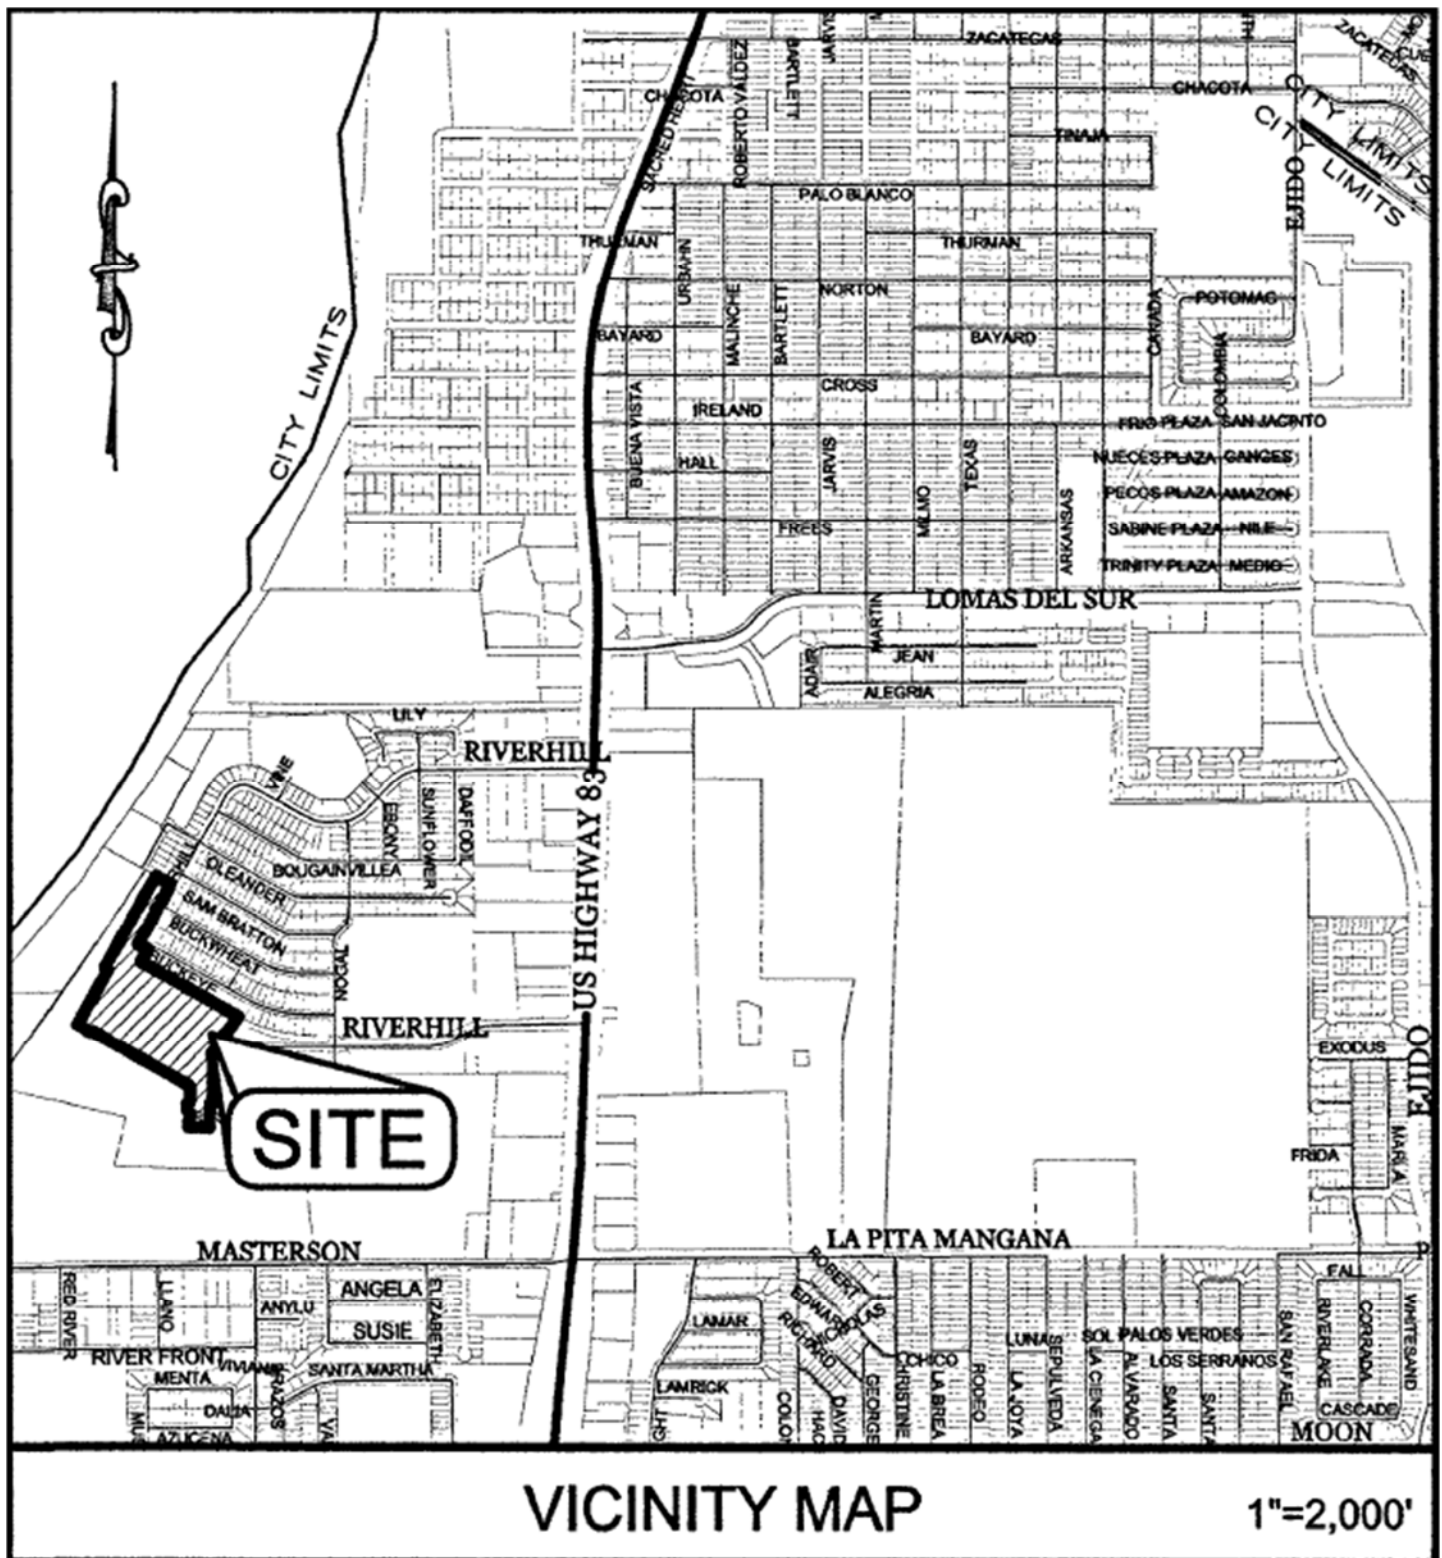 ZACATECAS
ZACATECAS
CHACOTA
CHACOTA
ROBERTO VALDEZ
BARTLETT
JARVIS
SACRED HEART
TINAJA
CITY LIMITS
CITY LIMITS
EJIDO
PALO BLANCO
THURMAN
THURMAN
URBAHN
MALINCHE
BARTLETT
NORTON
CANADA
POTOMAC
COLOMBIA
BAYARD
BAYARD
CITY LIMITS
CROSS
IRELAND
BUENA VISTA
HALL
JARVIS
TEXAS
MILMO
ARKANSAS
FRIO PLAZA SAN JACINTO
NUECES PLAZA GANGES
PECOS PLAZA AMAZON
SABINE PLAZA NILE
TRINITY PLAZA MEDIO
FREES
LOMAS DEL SUR
MARTIN
ADAIR
JEAN
ALEGRIA
LILY
RIVERHILL
VINE
EBONY
SUNFLOWER
DAFFODIL
HILL
OLEANDER
BOUGAINVILLEA
SAM BRATTON
BUCKWHEAT
BUCKEYE
NOGAL
US HIGHWAY 83
RIVERHILL
SITE
EXODUS
EJIDO
FRIDA
MARLA
MASTERSON
LA PITA MANGANA
RED RIVER
LLANO
ANYLU
ANGELA
SUSIE
ELIZABETH
RIVER FRONT
SANTA MARTHA
MENTA
DALIA
AZUCENA
LAMAR
LAMRICK
ROBERT
EDWARD
NICHOLAS
RICHARD
DAVID
GEORGE
CHICO
LA BREA
RODEO
LUNA
LA JOYA
SEPULVEDA
SOL
PALOS VERDES
LA CIENEGA
ALVARADO
LOS SERRANOS
SANTA
SANTA
SAN RAFAEL
FALL
RIVERLAKE
CORRADA
WHITESAND
CASCADE
MOON
VICINITY MAP
1"=2,000'